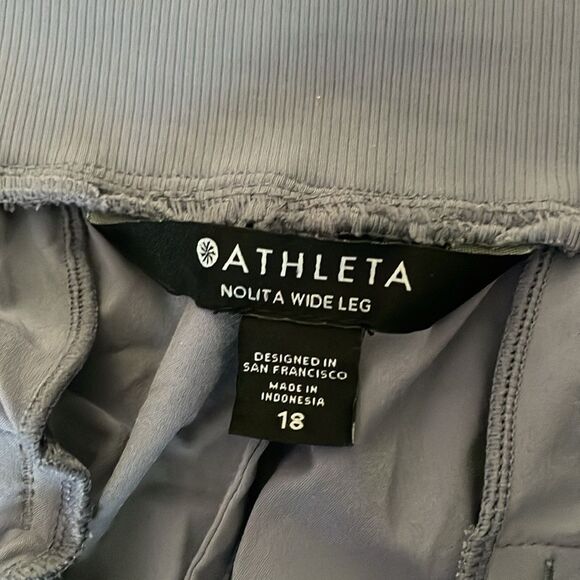 ATHLETA
NOLITA WIDE LEG
DESIGNED IN
SAN FRANCISCO
MADE IN
INDONESIA
18